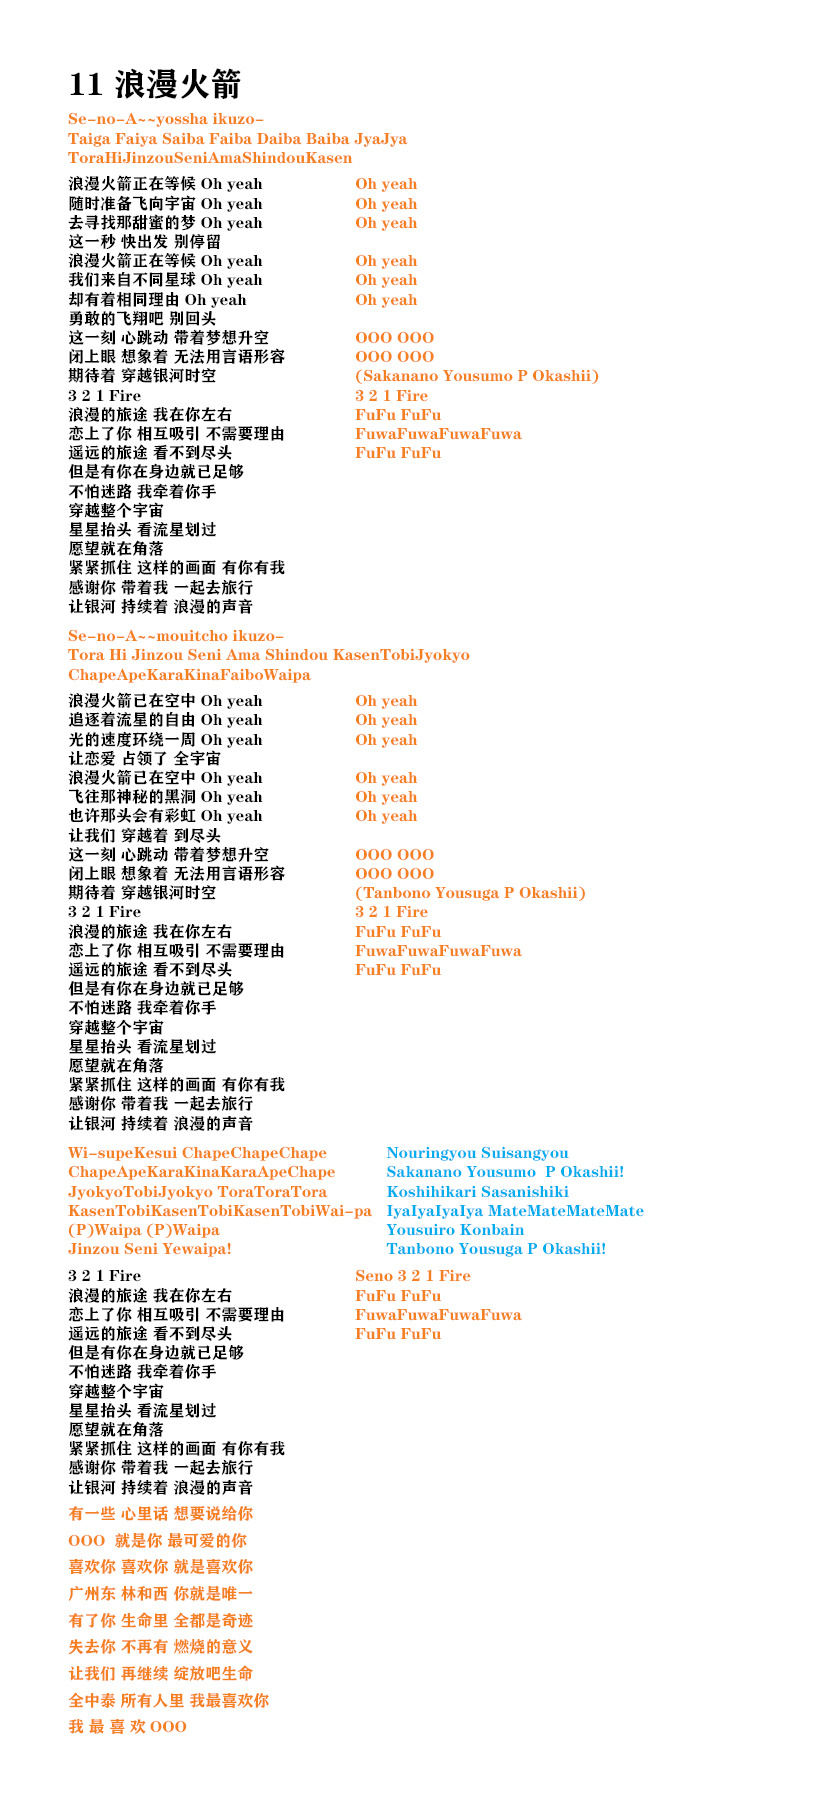 11 浪漫火箭
Se-no-A~~yossha ikuzo-
Taiga Faiya Saiba Faiba Daiba Baiba JyaJya
ToraHiJinzouSeniAmaShindouKasen
浪漫火箭正在等候 Oh yeah Oh yeah
随时准备飞向宇宙 Oh yeah Oh yeah
去寻找那甜蜜的梦 Oh yeah Oh yeah
这一秒 快出发 别停留
浪漫火箭正在等候 Oh yeah Oh yeah
我们来自不同星球 Oh yeah Oh yeah
却有着相同理由 Oh yeah Oh yeah
勇敢的飞翔吧 别回头
这一刻 心跳动 带着梦想升空 OOO OOO
闭上眼 想象着 无法用言语形容 OOO OOO
期待着 穿越银河时空 (Sakanano Yousumo P Okashii)
3 2 1 Fire 3 2 1 Fire
浪漫的旅途 我在你左右 FuFu FuFu
恋上了你 相互吸引 不需要理由 FuwaFuwaFuwaFuwa
遥远的旅途 看不到尽头 FuFu FuFu
但是有你在身边就已足够
不怕迷路 我牵着你手
穿越整个宇宙
星星抬头 看流星划过
愿望就在角落
紧紧抓住 这样的画面 有你有我
感谢你 带着我 一起去旅行
让银河 持续着 浪漫的声音
Se-no-A~~mouitcho ikuzo-
Tora Hi Jinzou Seni Ama Shindou KasenTobiJyokyo
ChapeApeKaraKinaFaiboWaipa
浪漫火箭已在空中 Oh yeah Oh yeah
追逐着流星的自由 Oh yeah Oh yeah
光的速度环绕一周 Oh yeah Oh yeah
让恋爱 占领了 全宇宙
浪漫火箭已在空中 Oh yeah Oh yeah
飞往那神秘的黑洞 Oh yeah Oh yeah
也许那头会有彩虹 Oh yeah Oh yeah
让我们 穿越着 到尽头
这一刻 心跳动 带着梦想升空 OOO OOO
闭上眼 想象着 无法用言语形容 OOO OOO
期待着 穿越银河时空 (Tanbono Yousuga P Okashii)
3 2 1 Fire 3 2 1 Fire
浪漫的旅途 我在你左右 FuFu FuFu
恋上了你 相互吸引 不需要理由 FuwaFuwaFuwaFuwa
遥远的旅途 看不到尽头 FuFu FuFu
但是有你在身边就已足够
不怕迷路 我牵着你手
穿越整个宇宙
星星抬头 看流星划过
愿望就在角落
紧紧抓住 这样的画面 有你有我
感谢你 带着我 一起去旅行
让银河 持续着 浪漫的声音
Wi-supeKesui ChapeChapeChape Nouringyou Suisangyou
ChapeApeKaraKinaKaraApeChape Sakanano Yousumo  P Okashii!
JyokyoTobiJyokyo ToraToraTora Koshihikari Sasanishiki
KasenTobiKasenTobiKasenTobiWai-pa IyaIyaIyaIya MateMateMateMate
(P)Waipa (P)Waipa Yousuiro Konbain
Jinzou Seni Yewaipa! Tanbono Yousuga P Okashii!
3 2 1 Fire Seno 3 2 1 Fire
浪漫的旅途 我在你左右 FuFu FuFu
恋上了你 相互吸引 不需要理由 FuwaFuwaFuwaFuwa
遥远的旅途 看不到尽头 FuFu FuFu
但是有你在身边就已足够
不怕迷路 我牵着你手
穿越整个宇宙
星星抬头 看流星划过
愿望就在角落
紧紧抓住 这样的画面 有你有我
感谢你 带着我 一起去旅行
让银河 持续着 浪漫的声音
有一些 心里话 想要说给你
OOO  就是你 最可爱的你
喜欢你 喜欢你 就是喜欢你
广州东 林和西 你就是唯一
有了你 生命里 全都是奇迹
失去你 不再有 燃烧的意义
让我们 再继续 绽放吧生命
全中泰 所有人里 我最喜欢你
我 最 喜 欢 OOO